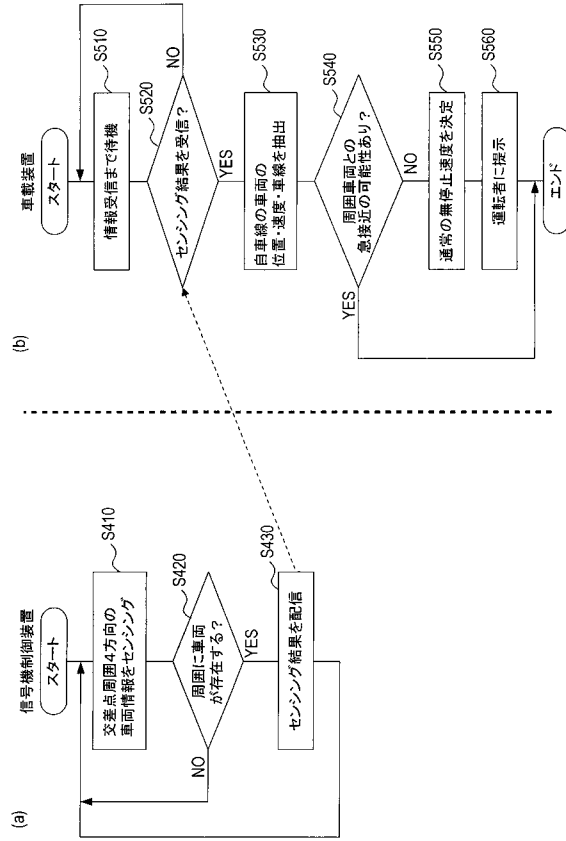 (a)
信号機制御装置
スタート
S410
交差点周囲4方向の
車両情報をセンシング
S420
周囲に車両
が存在する?
NO
YES
S430
センシング結果を配信
(b)
車載装置
スタート
S510
情報受信まで待機
S520
センシング結果を受信?
NO
YES
S530
自車線の車両の
位置・速度・車線を抽出
S540
周囲車両との
急接近の可能性あり?
YES
NO
S550
通常の無停止速度を決定
S560
運転者に提示
エンド